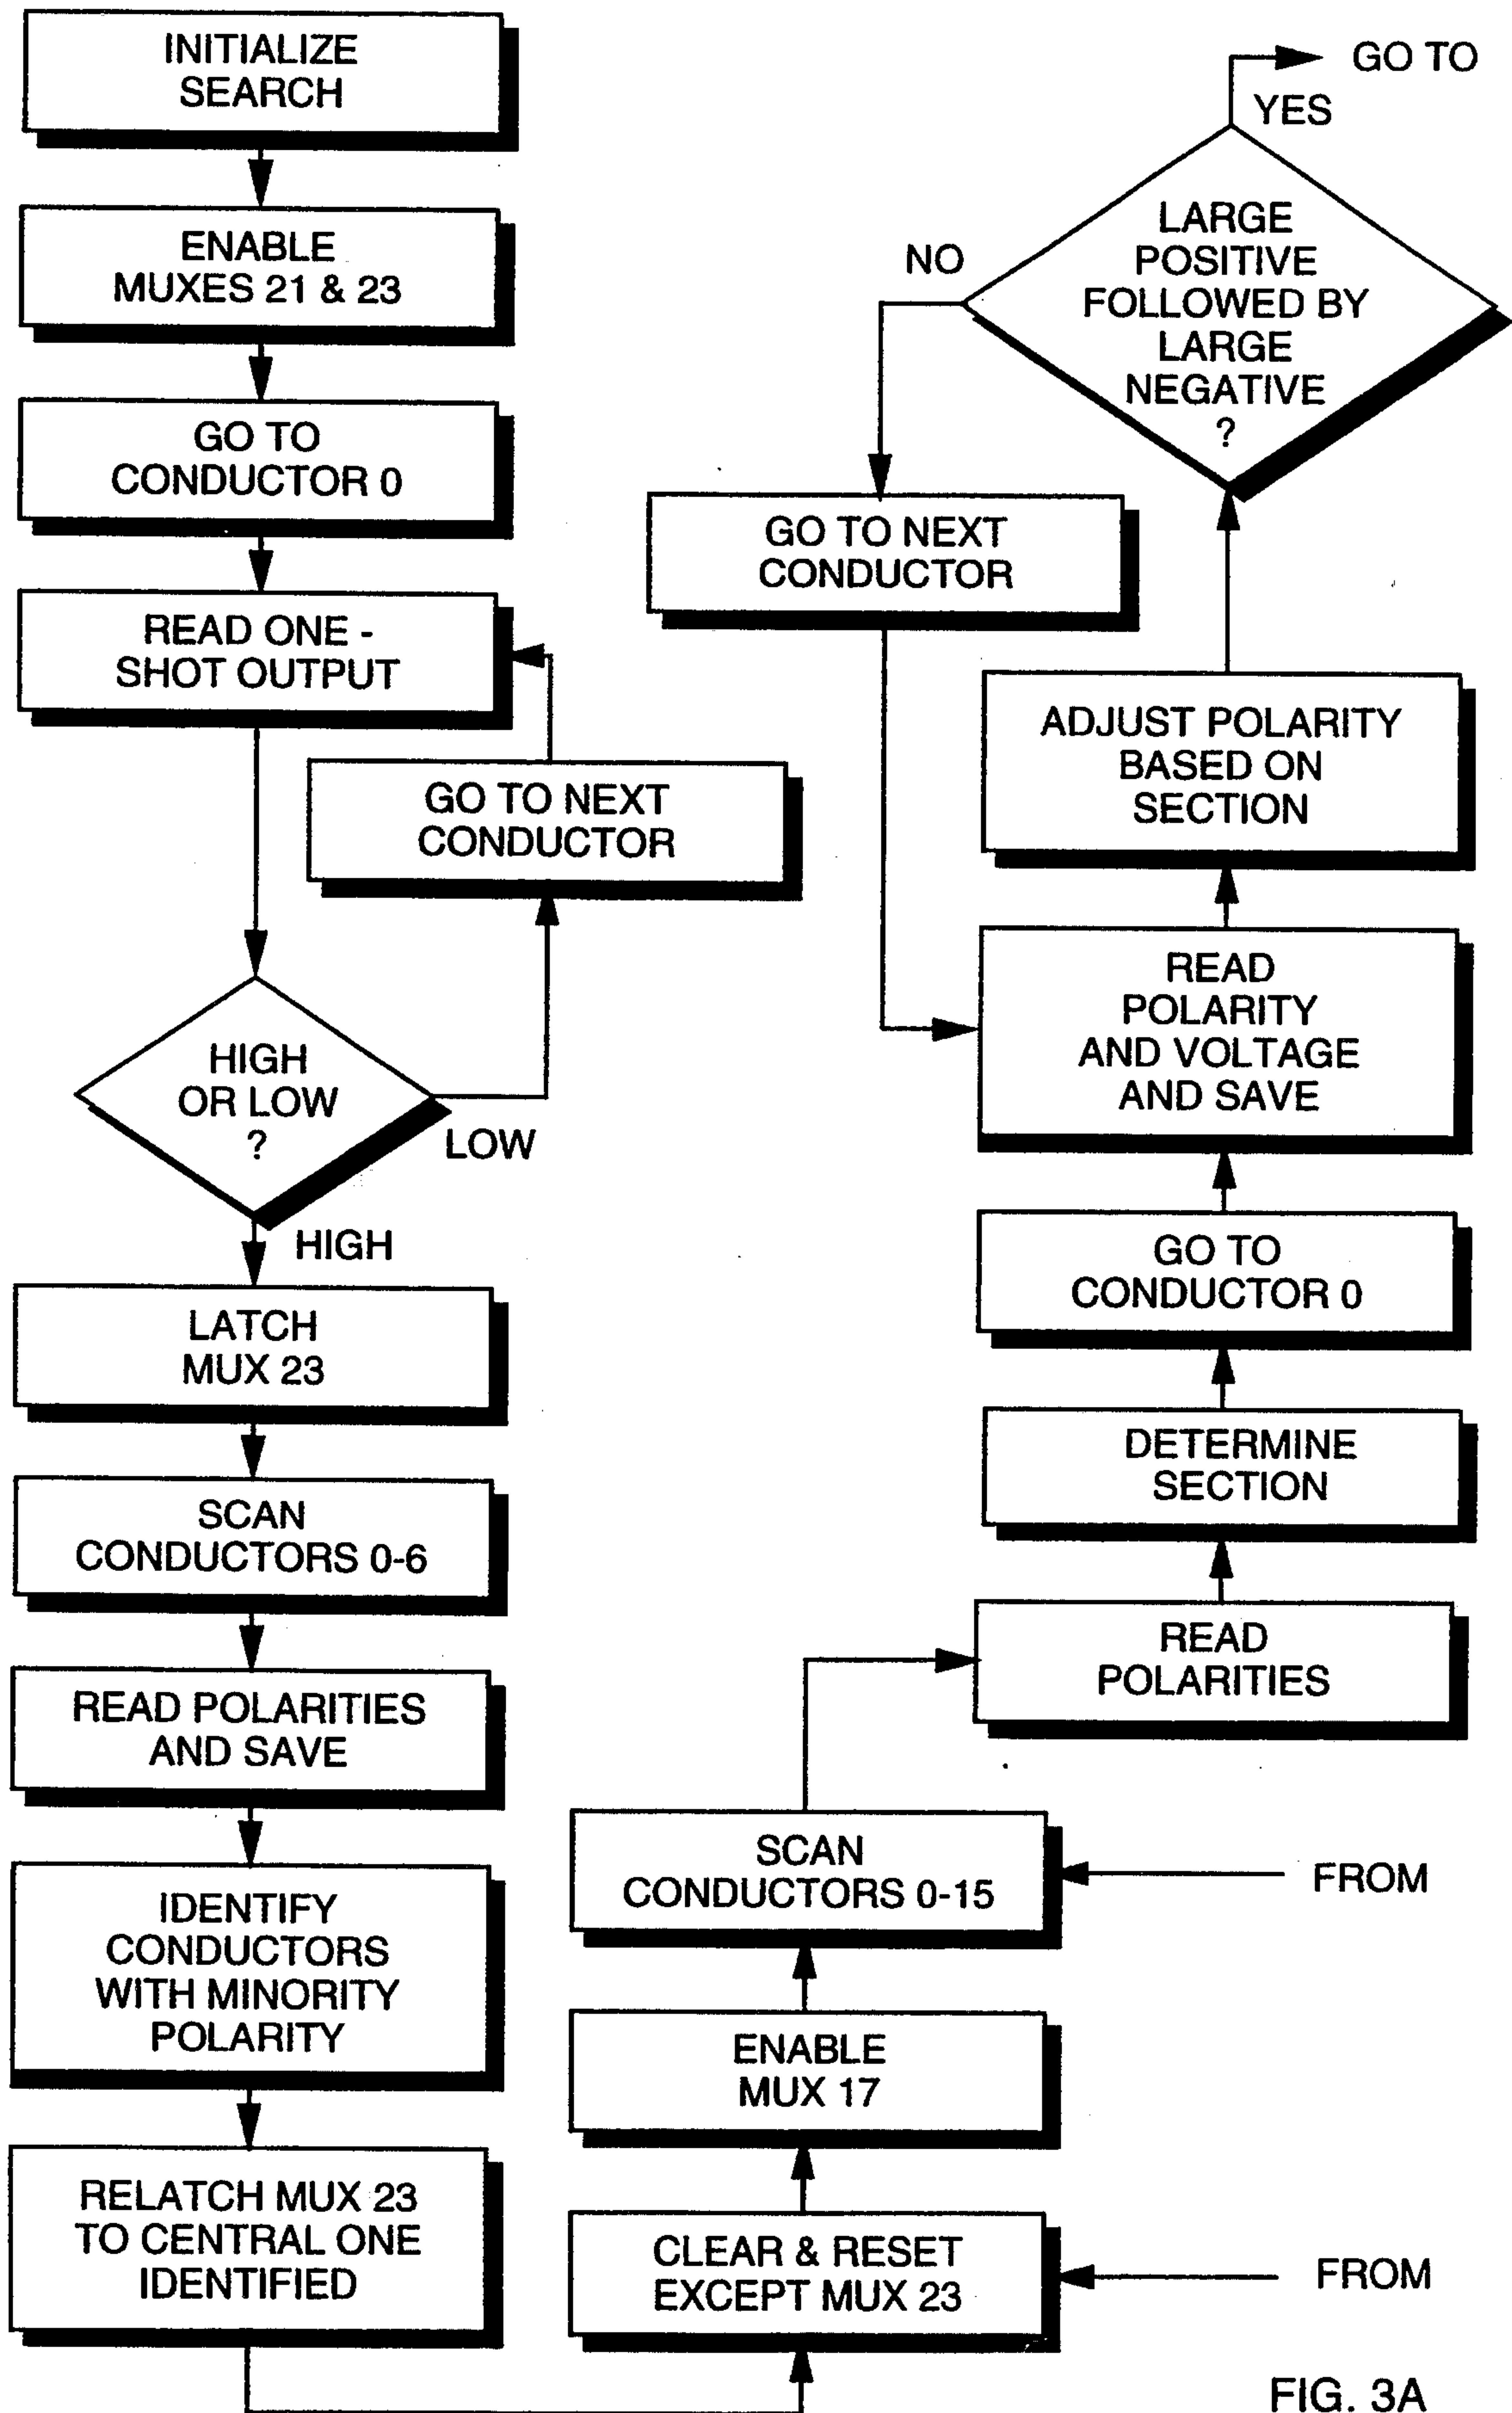 INITIALIZE
SEARCH
ENABLE
MUXES 21 & 23
GO TO
CONDUCTOR 0
READ ONE -
SHOT OUTPUT
GO TO NEXT
CONDUCTOR
HIGH
OR LOW
?
LOW
HIGH
LATCH
MUX 23
SCAN
CONDUCTORS 0-6
READ POLARITIES
AND SAVE
IDENTIFY
CONDUCTORS
WITH MINORITY
POLARITY
RELATCH MUX 23
TO CENTRAL ONE
IDENTIFIED
CLEAR & RESET
EXCEPT MUX 23
FROM
ENABLE
MUX 17
SCAN
CONDUCTORS 0-15
FROM
READ
POLARITIES
DETERMINE
SECTION
GO TO
CONDUCTOR 0
READ
POLARITY
AND VOLTAGE
AND SAVE
ADJUST POLARITY
BASED ON
SECTION
LARGE
POSITIVE
FOLLOWED BY
LARGE
NEGATIVE
?
NO
GO TO NEXT
CONDUCTOR
YES
GO TO
FIG. 3A